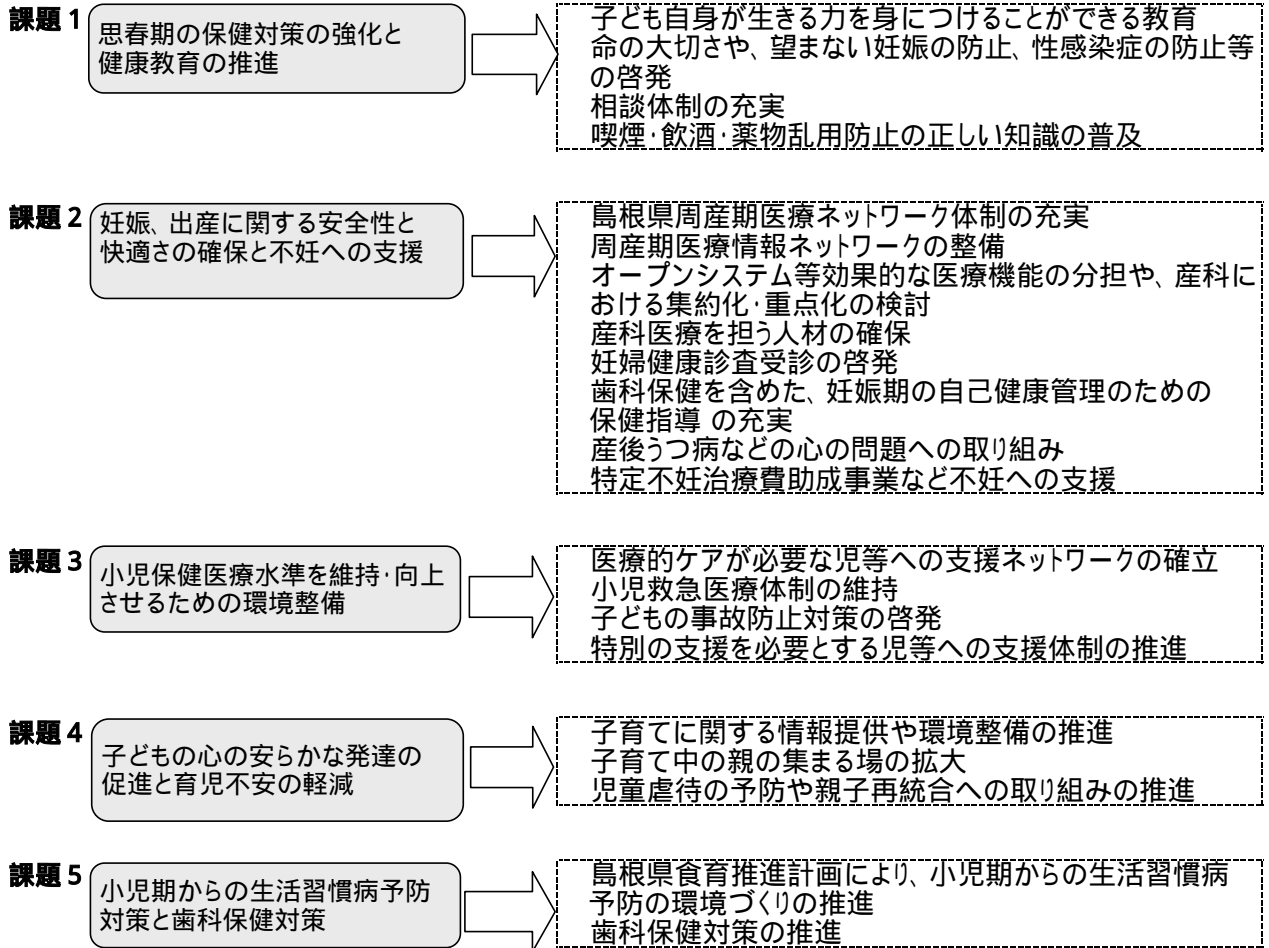 課題1
思春期の保健対策の強化と
健康教育の推進
子ども自身が生きる力を身につけることができる教育
命の大切さや、望まない妊娠の防止、性感染症の防止等
の啓発
相談体制の充実
喫煙・飲酒・薬物乱用防止の正しい知識の普及
課題2
妊娠、出産に関する安全性と
快適さの確保と不妊への支援
島根県周産期医療ネットワーク体制の充実
周産期医療情報ネットワークの整備
オープンシステム等効果的な医療機能の分担や、産科に
おける集約化・重点化の検討
産科医療を担う人材の確保
妊婦健康診査受診の啓発
歯科保健を含めた、妊娠期の自己健康管理のための
保健指導 の充実
産後うつ病などの心の問題への取り組み
特定不妊治療費助成事業など不妊への支援
課題3
小児保健医療水準を維持・向上
させるための環境整備
医療的ケアが必要な児等への支援ネットワークの確立
小児救急医療体制の維持
子どもの事故防止対策の啓発
特別の支援を必要とする児等への支援体制の推進
課題4
子どもの心の安らかな発達の
促進と育児不安の軽減
子育てに関する情報提供や環境整備の推進
子育て中の親の集まる場の拡大
児童虐待の予防や親子再統合への取り組みの推進
課題5
小児期からの生活習慣病予防
対策と歯科保健対策
島根県食育推進計画により、小児期からの生活習慣病
予防の環境づくりの推進
歯科保健対策の推進